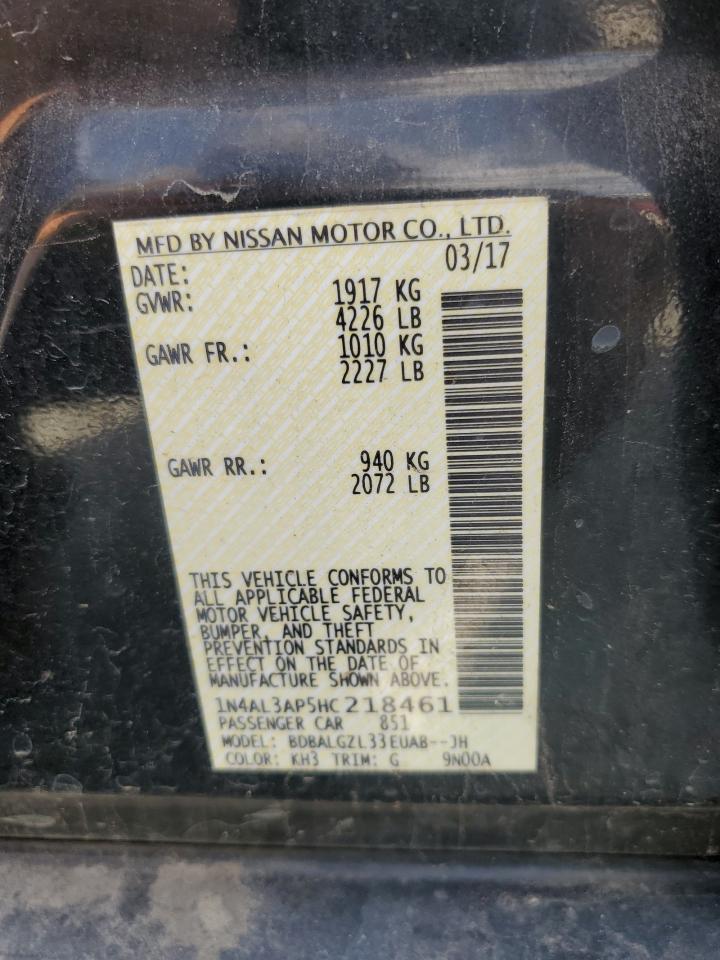 MFD BY NISSAN MOTOR CO., LTD.
DATE: 03/17
GVWR: 1917 KG
4226 LB
GAWR FR.: 1010 KG
2227 LB
GAWR RR.: 940 KG
2072 LB
THIS VEHICLE CONFORMS TO
ALL APPLICABLE FEDERAL
MOTOR VEHICLE SAFETY,
BUMPER, AND THEFT
PREVENTION STANDARDS IN
EFFECT ON THE DATE OF
MANUFACTURE SHOWN ABOVE.
1N4AL3AP5HC218461
PASSENGER CAR 851
MODEL: BDBALGZL33EUAB--JH
COLOR: KH3 TRIM: G 9N00A